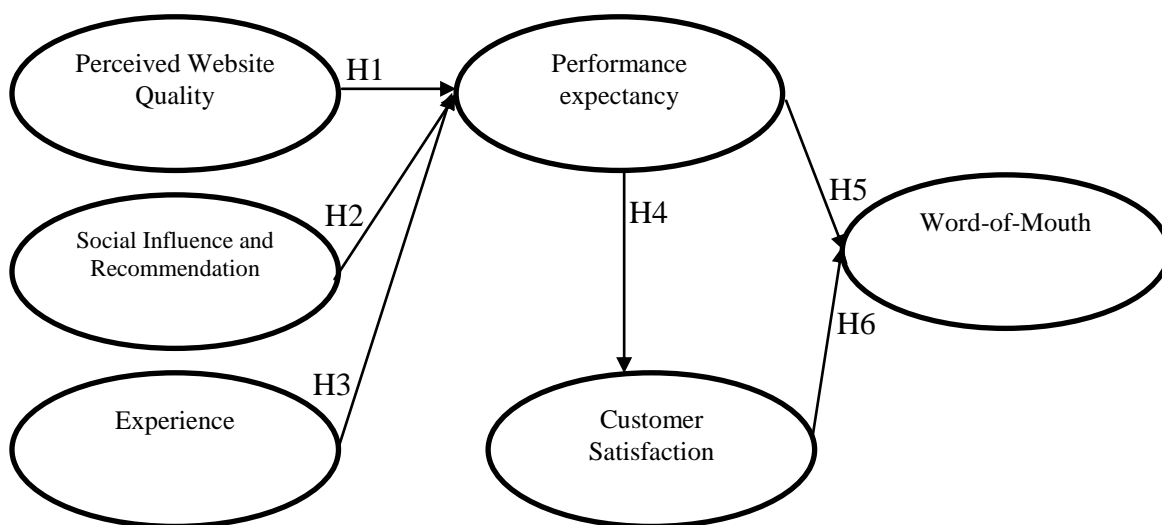 Perceived Website
Quality
H1
Performance
expectancy
Social Influence and
Recommendation
H2
H4
H5
Word-of-Mouth
Experience
H3
Customer
Satisfaction
H6